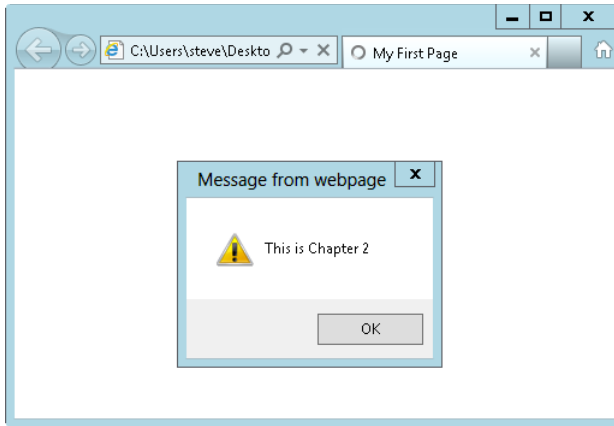 C:\Users\steve\Deskto
My First Page
Message from webpage
This is Chapter 2
OK